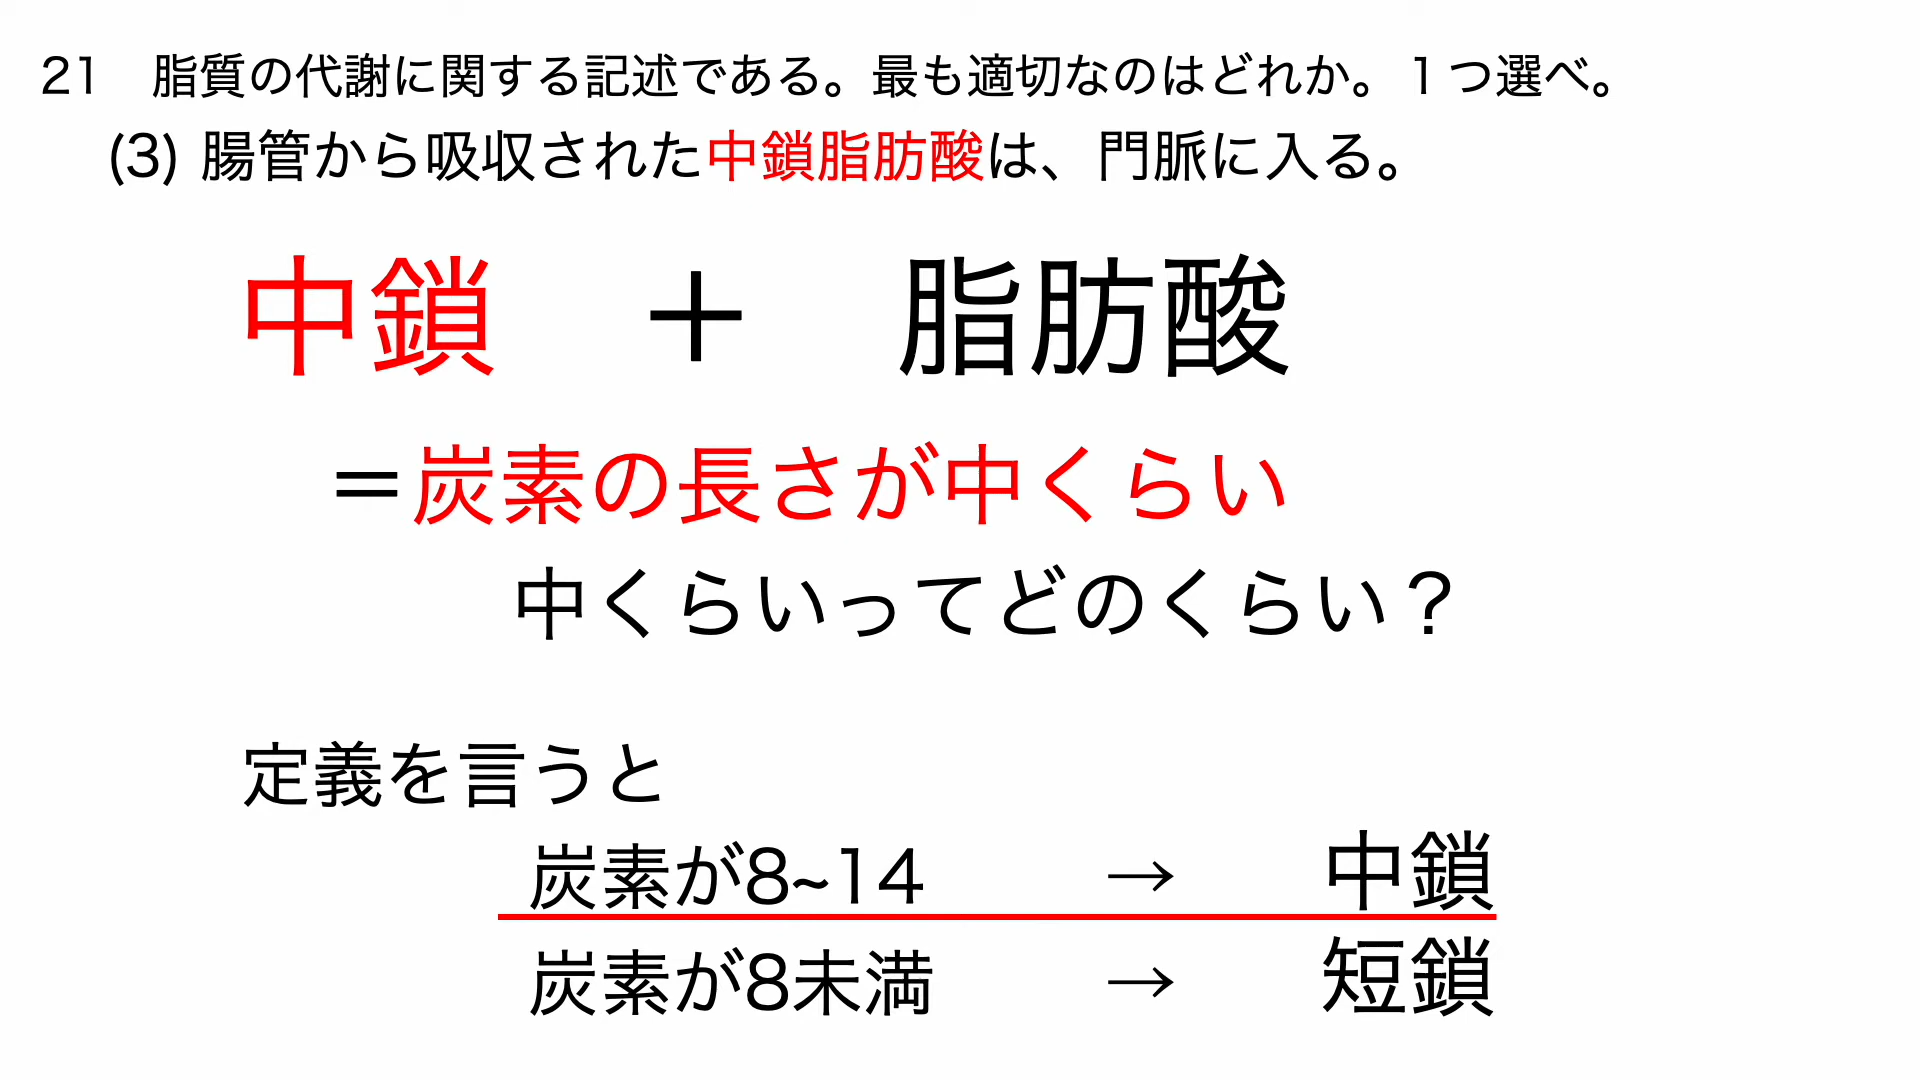 21　脂質の代謝に関する記述である。最も適切なのはどれか。1つ選べ。
(3) 腸管から吸収された中鎖脂肪酸は、門脈に入る。
中鎖　＋　脂肪酸
＝炭素の長さが中くらい
中くらいってどのくらい？
定義を言うと
炭素が8~14　→　中鎖
炭素が8未満　→　短鎖